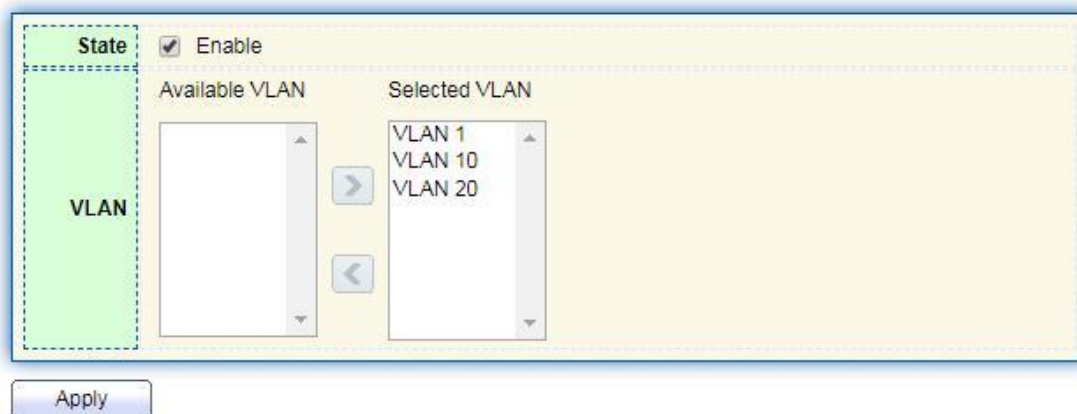 State Enable
Available VLAN Selected VLAN
VLAN 1
VLAN 10
VLAN 20
VLAN
Apply